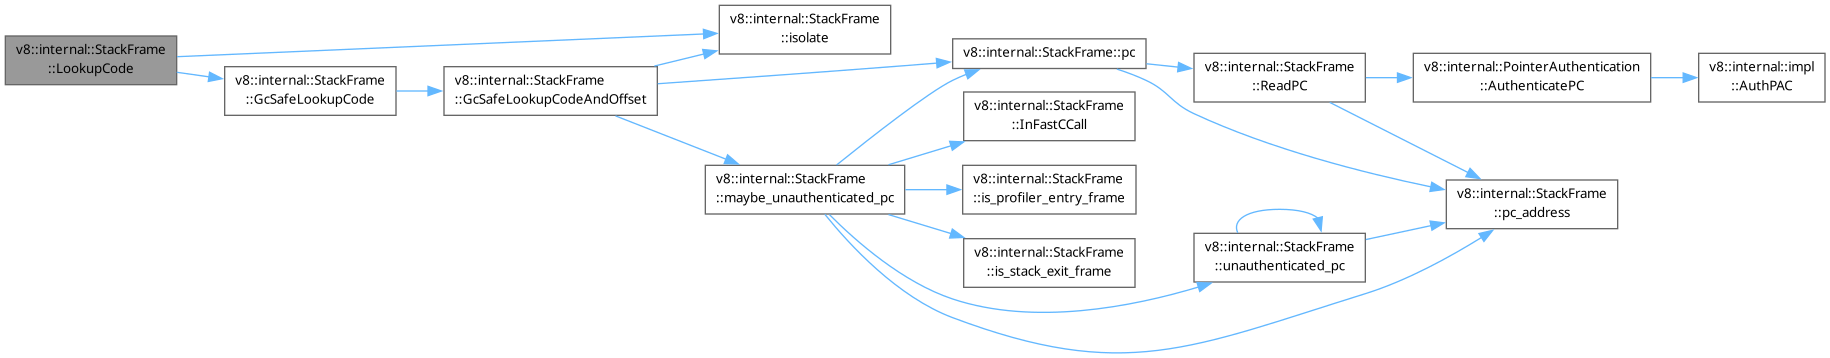 v8::internal::StackFrame
::LookupCode
v8::internal::StackFrame
::GcSafeLookupCode
v8::internal::StackFrame
::GcSafeLookupCodeAndOffset
v8::internal::StackFrame
::isolate
v8::internal::StackFrame
::maybe_unauthenticated_pc
v8::internal::StackFrame::pc
v8::internal::StackFrame
::InFastCCall
v8::internal::StackFrame
::is_profiler_entry_frame
v8::internal::StackFrame
::is_stack_exit_frame
v8::internal::StackFrame
::ReadPC
v8::internal::StackFrame
::unauthenticated_pc
v8::internal::PointerAuthentication
::AuthenticatePC
v8::internal::StackFrame
::pc_address
v8::internal::impl
::AuthPAC